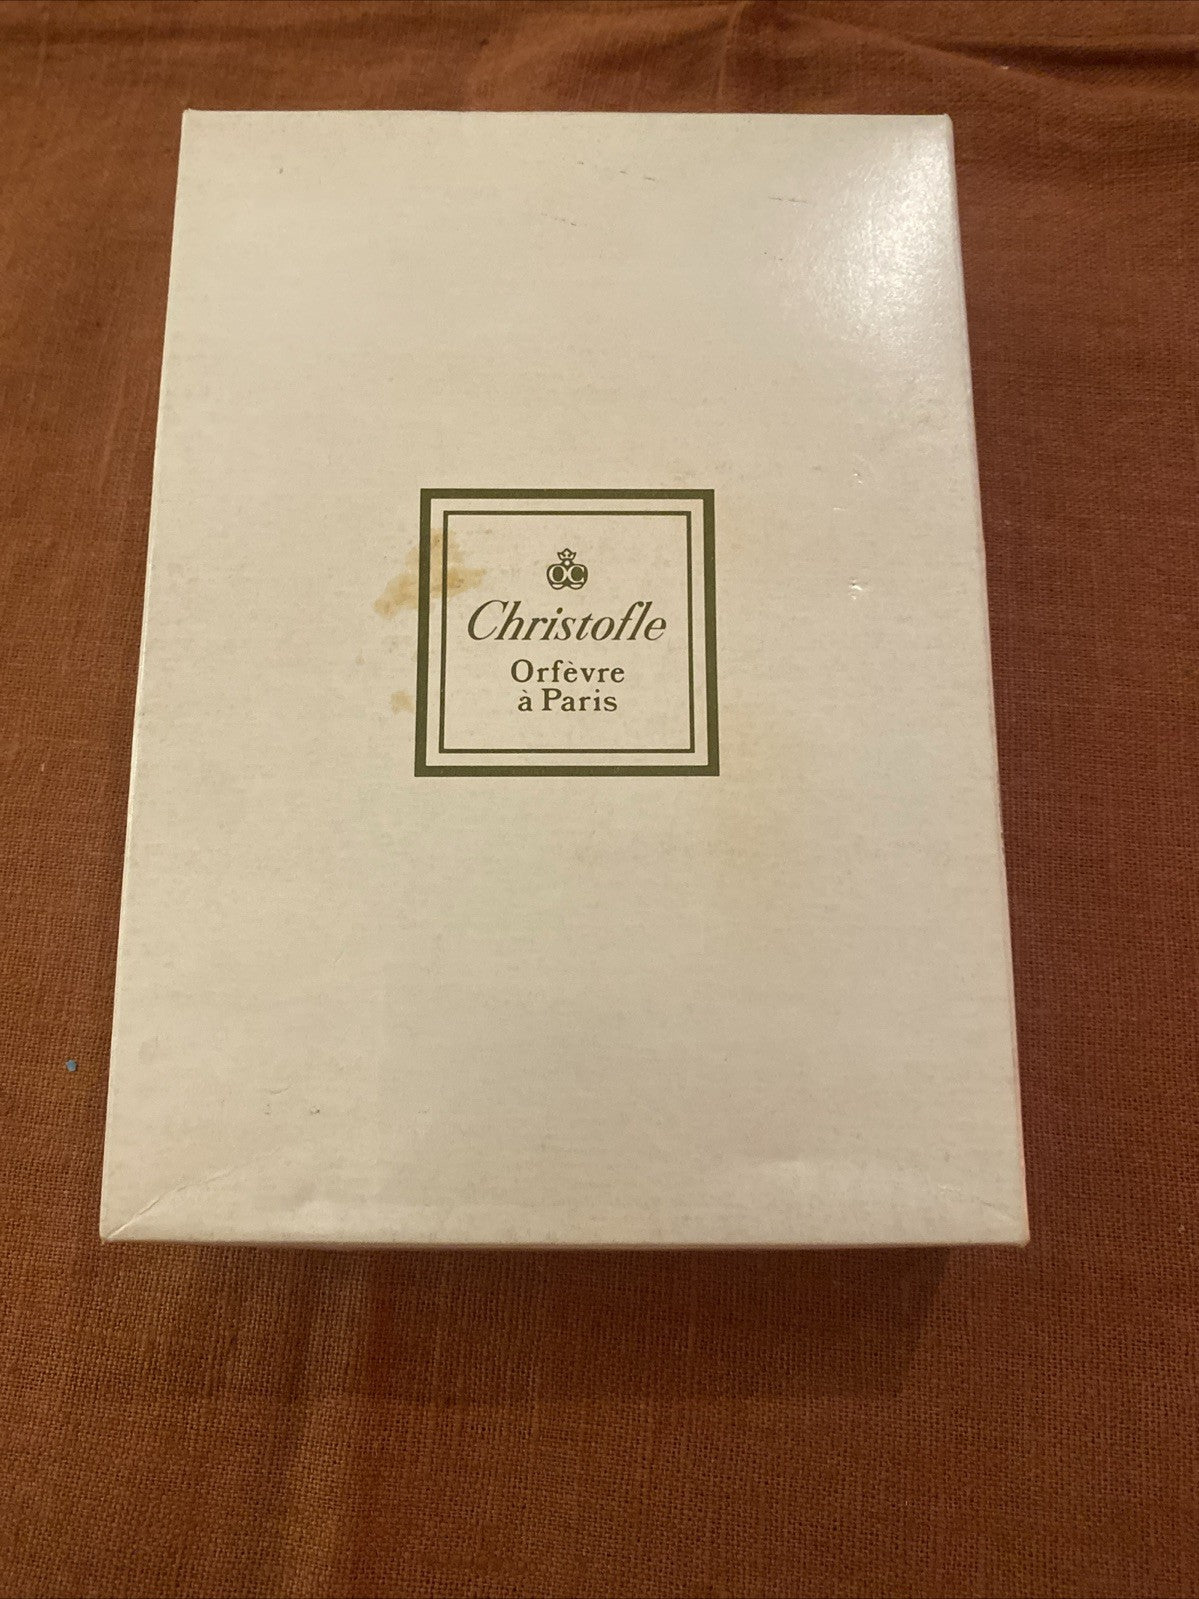 OC
Christofle
Orfèvre
à Paris